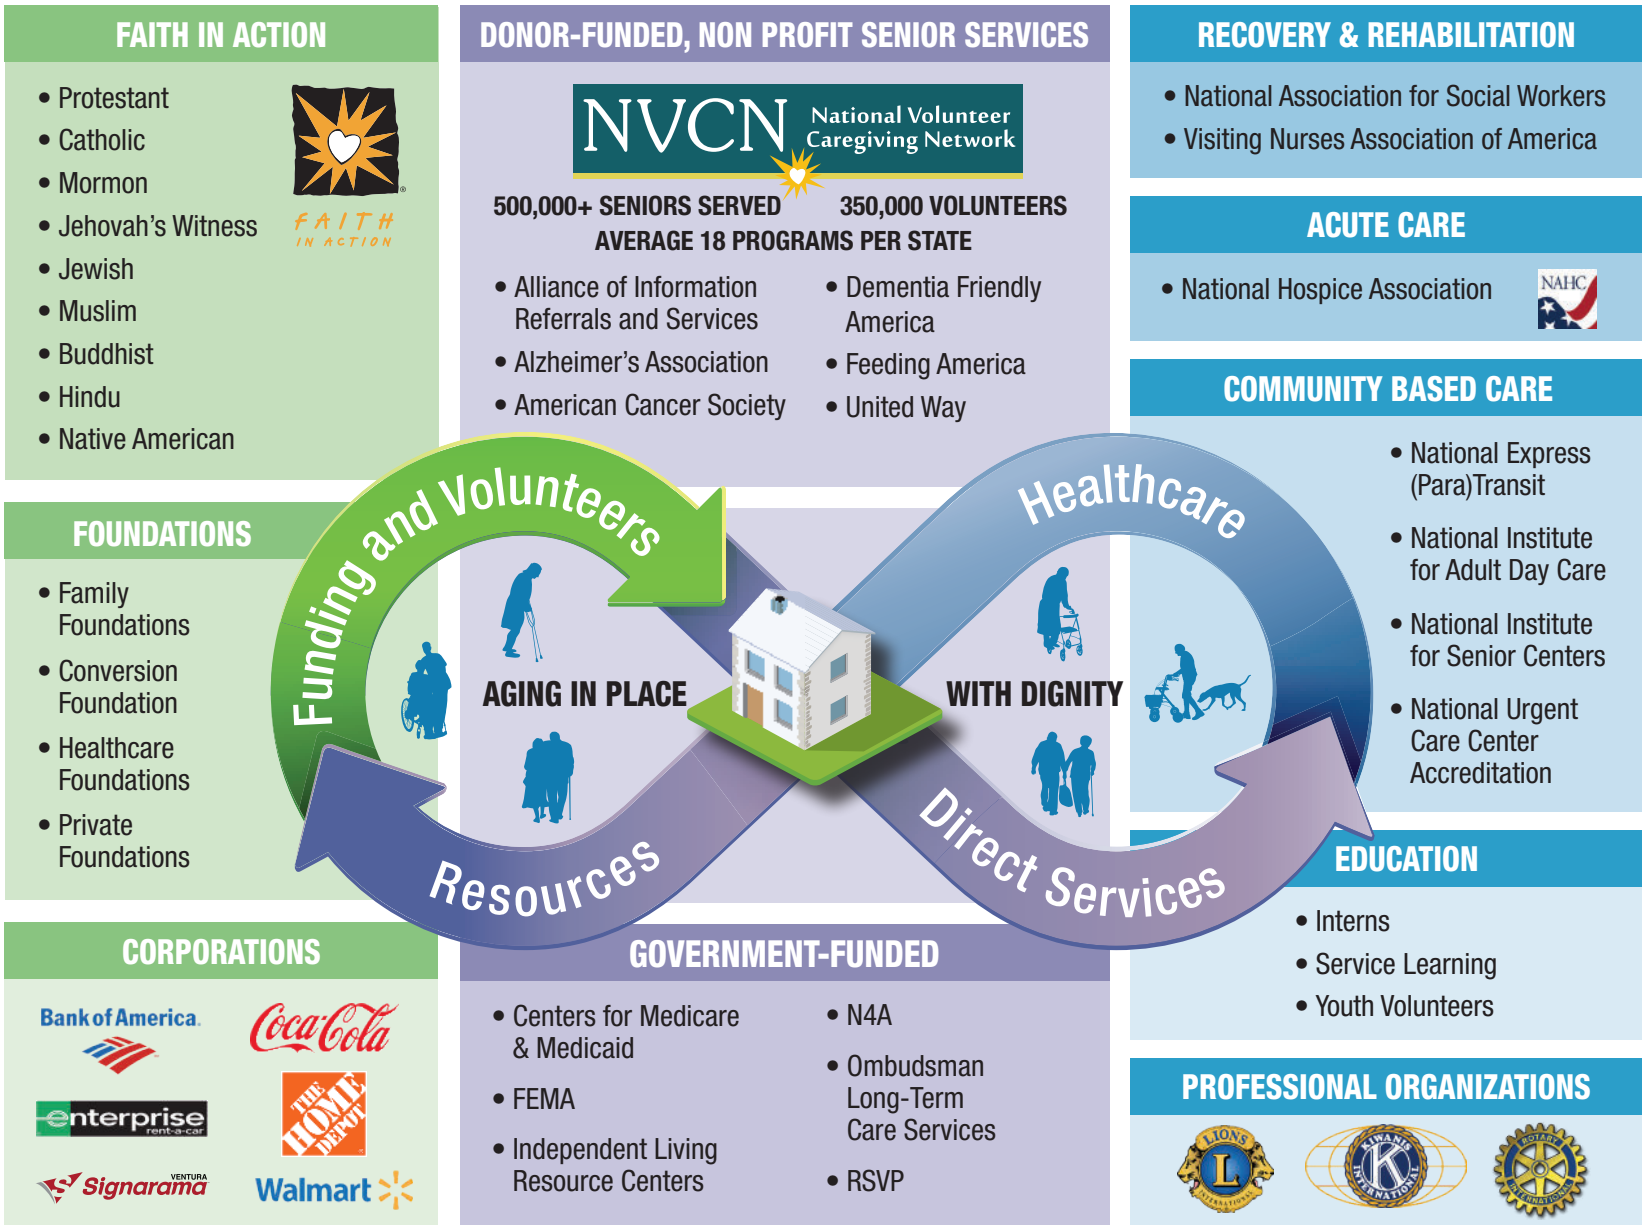 FAITH IN ACTION
• Protestant
• Catholic
• Mormon
• Jehovah's Witness
• Jewish
• Muslim
• Buddhist
• Hindu
• Native American
FAITH
IN ACTION
®
FOUNDATIONS
• Family
Foundations
• Conversion
Foundation
• Healthcare
Foundations
• Private
Foundations
CORPORATIONS
Bank of America.
Coca-Cola
enterprise
rent-a-car
THE
HOME
DEPOT
VENTURA
Signarama
Walmart
DONOR-FUNDED, NON PROFIT SENIOR SERVICES
NVCN
National Volunteer
Caregiving Network
500,000+ SENIORS SERVED
350,000 VOLUNTEERS
AVERAGE 18 PROGRAMS PER STATE
• Alliance of Information
Referrals and Services
• Alzheimer's Association
• American Cancer Society
• Dementia Friendly
America
• Feeding America
• United Way
Funding and Volunteers
Healthcare
AGING IN PLACE
WITH DIGNITY
Resources
Direct Services
GOVERNMENT-FUNDED
• Centers for Medicare
& Medicaid
• FEMA
• Independent Living
Resource Centers
• N4A
• Ombudsman
Long-Term
Care Services
• RSVP
RECOVERY & REHABILITATION
• National Association for Social Workers
• Visiting Nurses Association of America
ACUTE CARE
• National Hospice Association
NAHC
COMMUNITY BASED CARE
• National Express
(Para)Transit
• National Institute
for Adult Day Care
• National Institute
for Senior Centers
• National Urgent
Care Center
Accreditation
EDUCATION
• Interns
• Service Learning
• Youth Volunteers
PROFESSIONAL ORGANIZATIONS
LIONS
L
INTERNATIONAL
KIWANIS
K
INTERNATIONAL
ROTARY
INTERNATIONAL